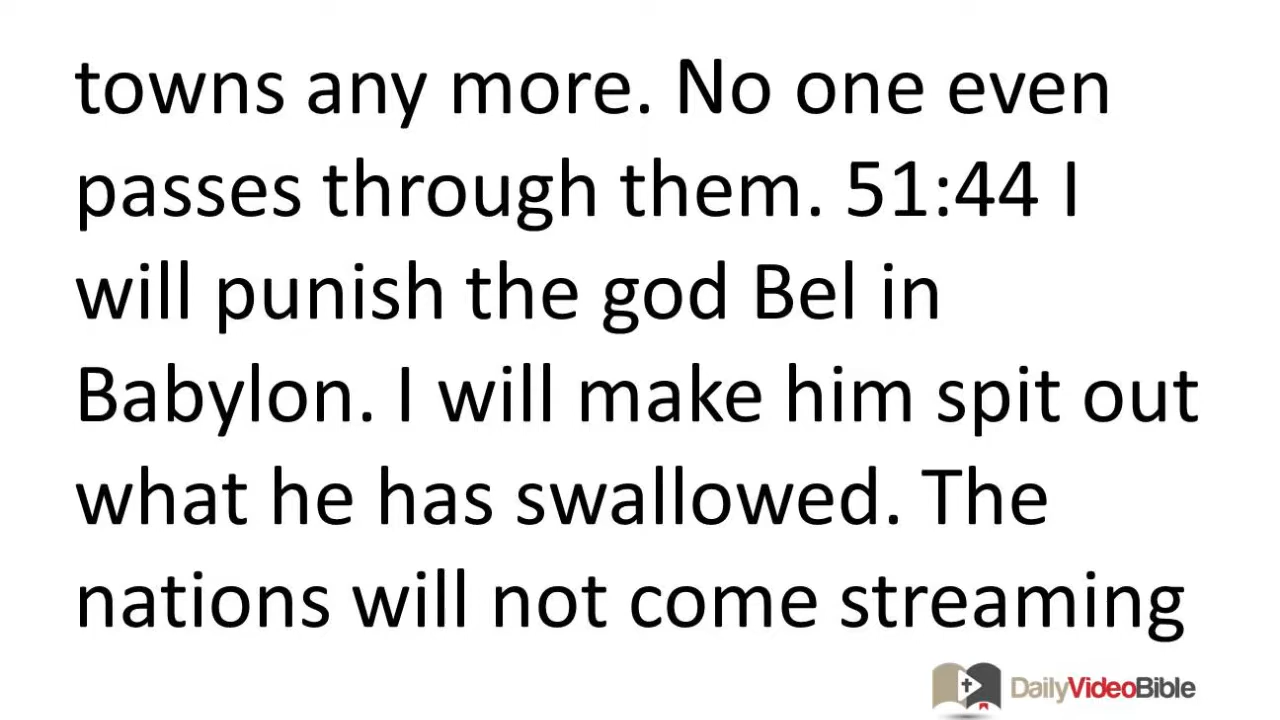 towns any more. No one even
passes through them. 51:44 I
will punish the god Bel in
Babylon. I will make him spit out
what he has swallowed. The
nations will not come streaming
DailyVideoBible